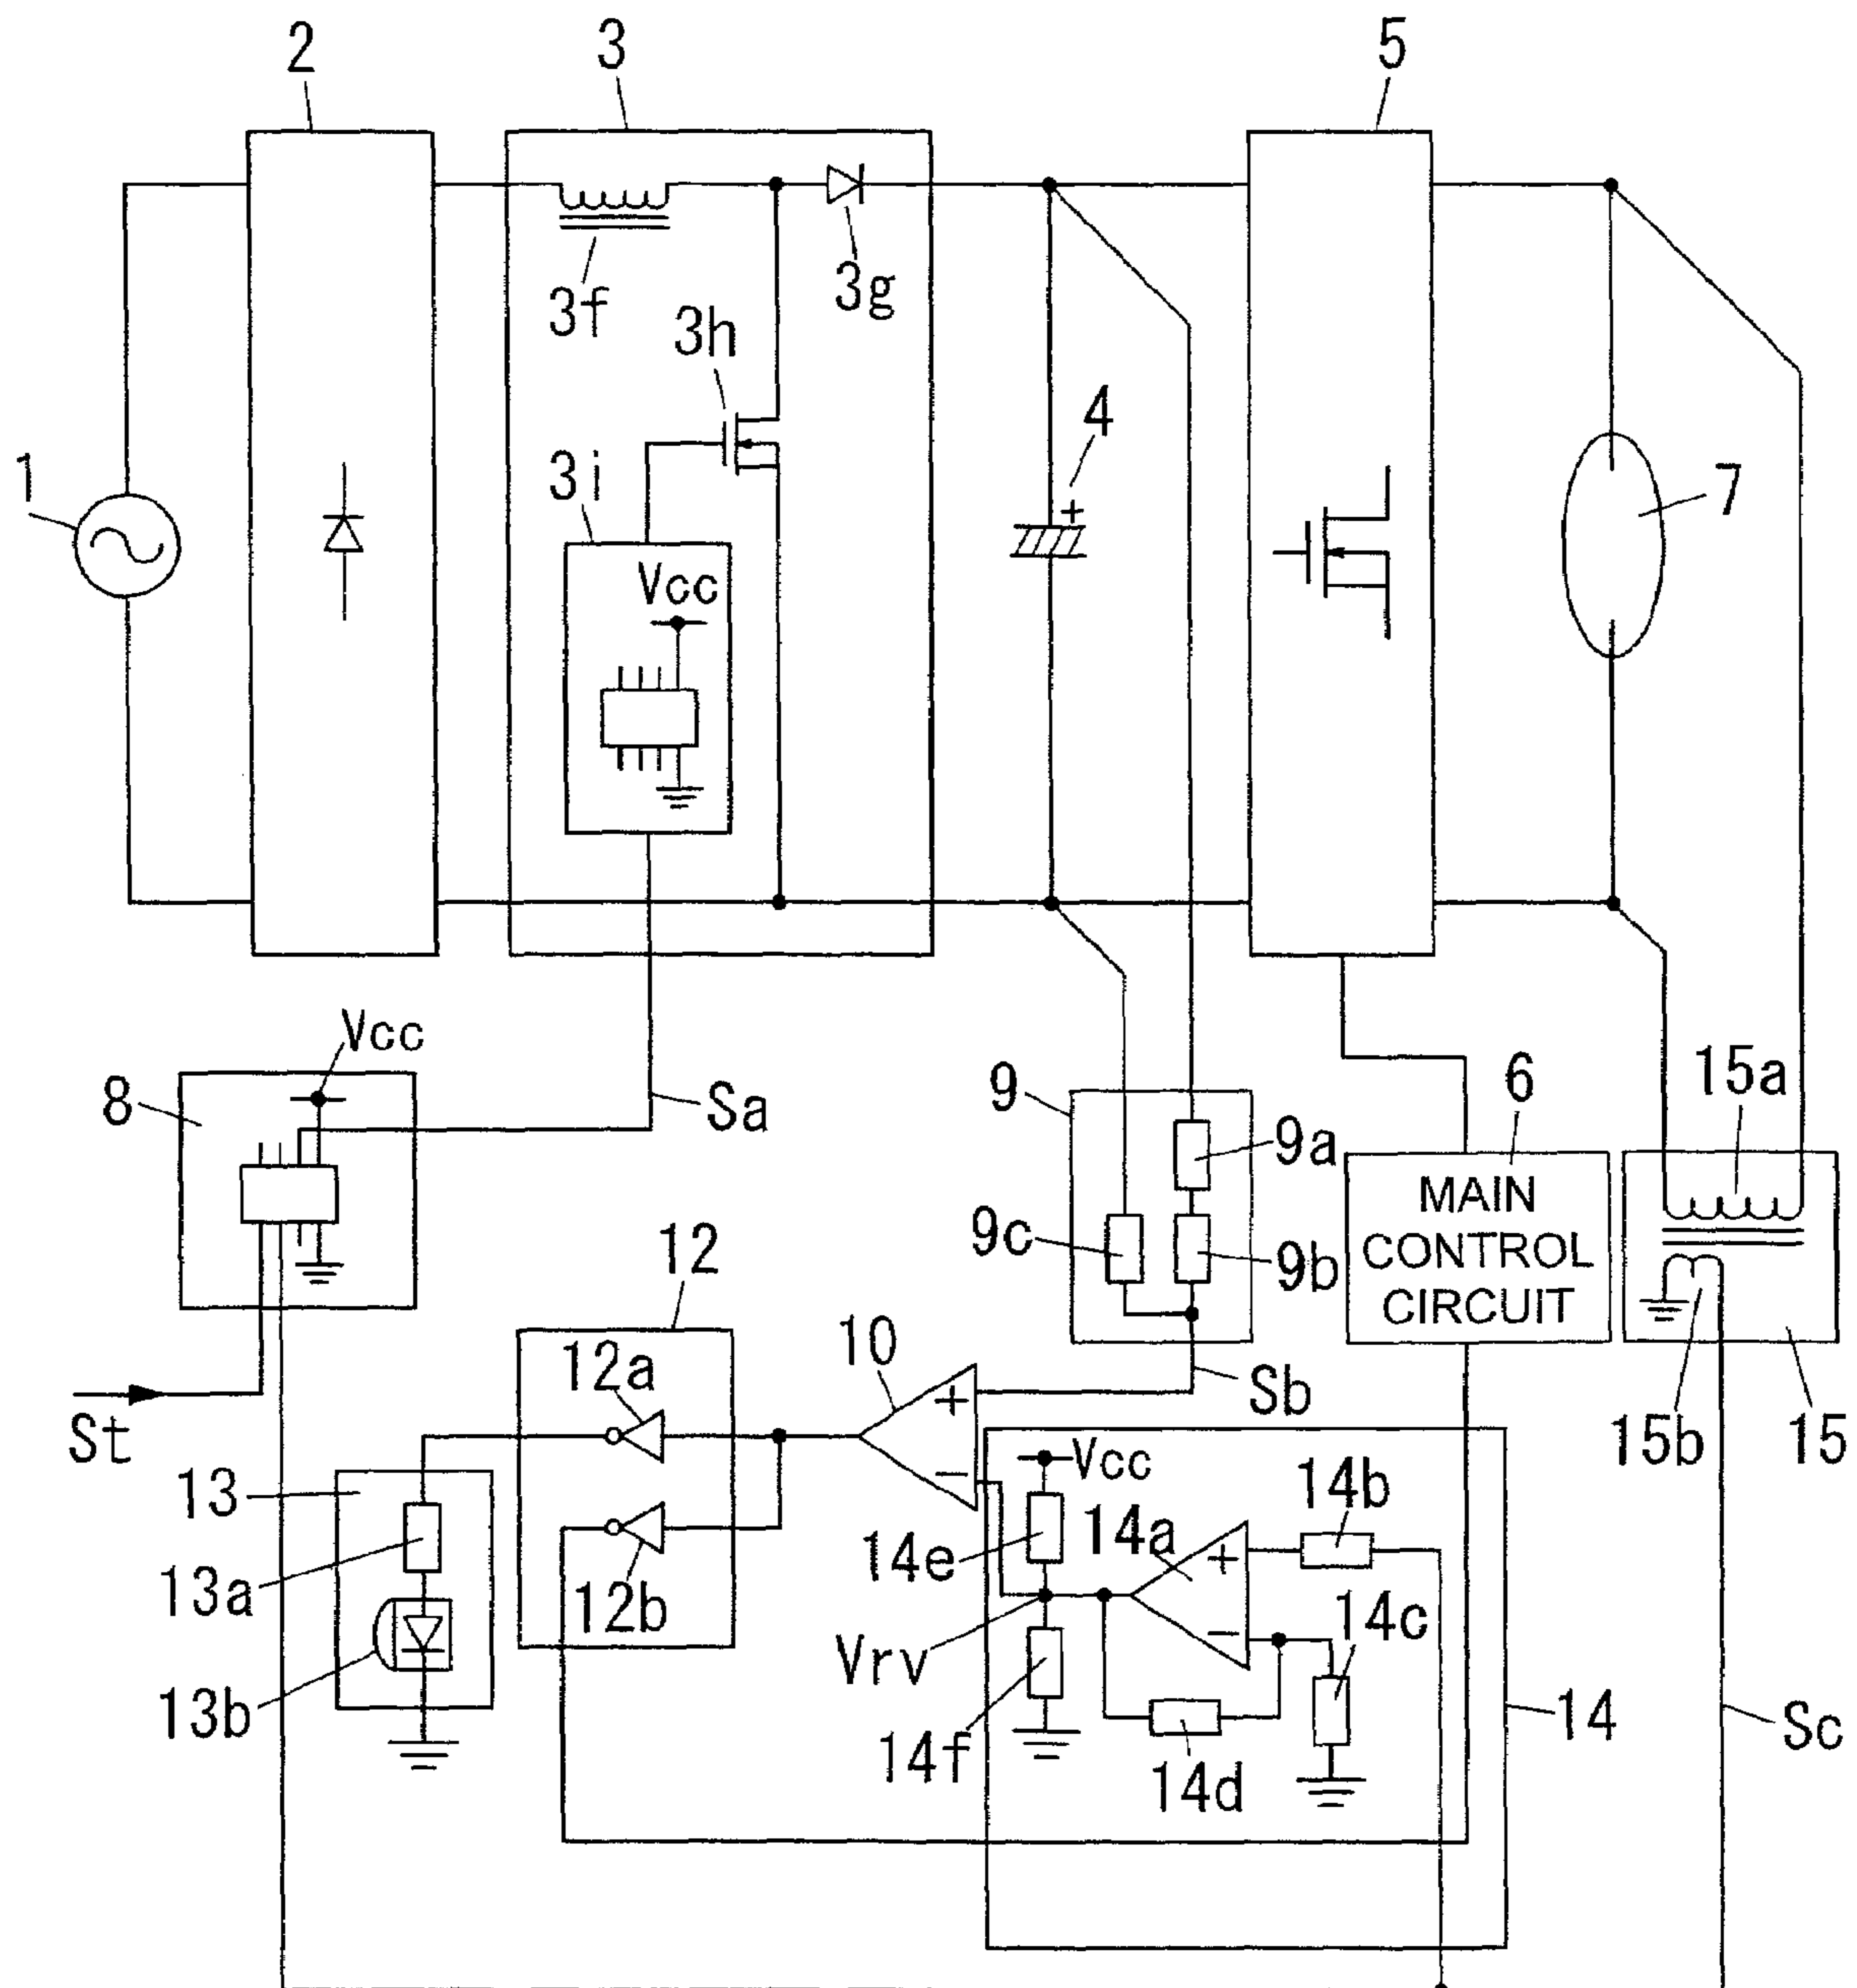 2
3
5
3f
3g
3h
4
1
3i
7
Vcc
Vcc
8
Sa
9
6
15a
9a
MAIN
CONTROL
CIRCUIT
9c
9b
12
10
12a
Sb
St
15b
15
13
Vcc
14b
14a
14e
13a
12b
14c
Vrv
13b
14f
14d
14
Sc
+
+
−
+
−